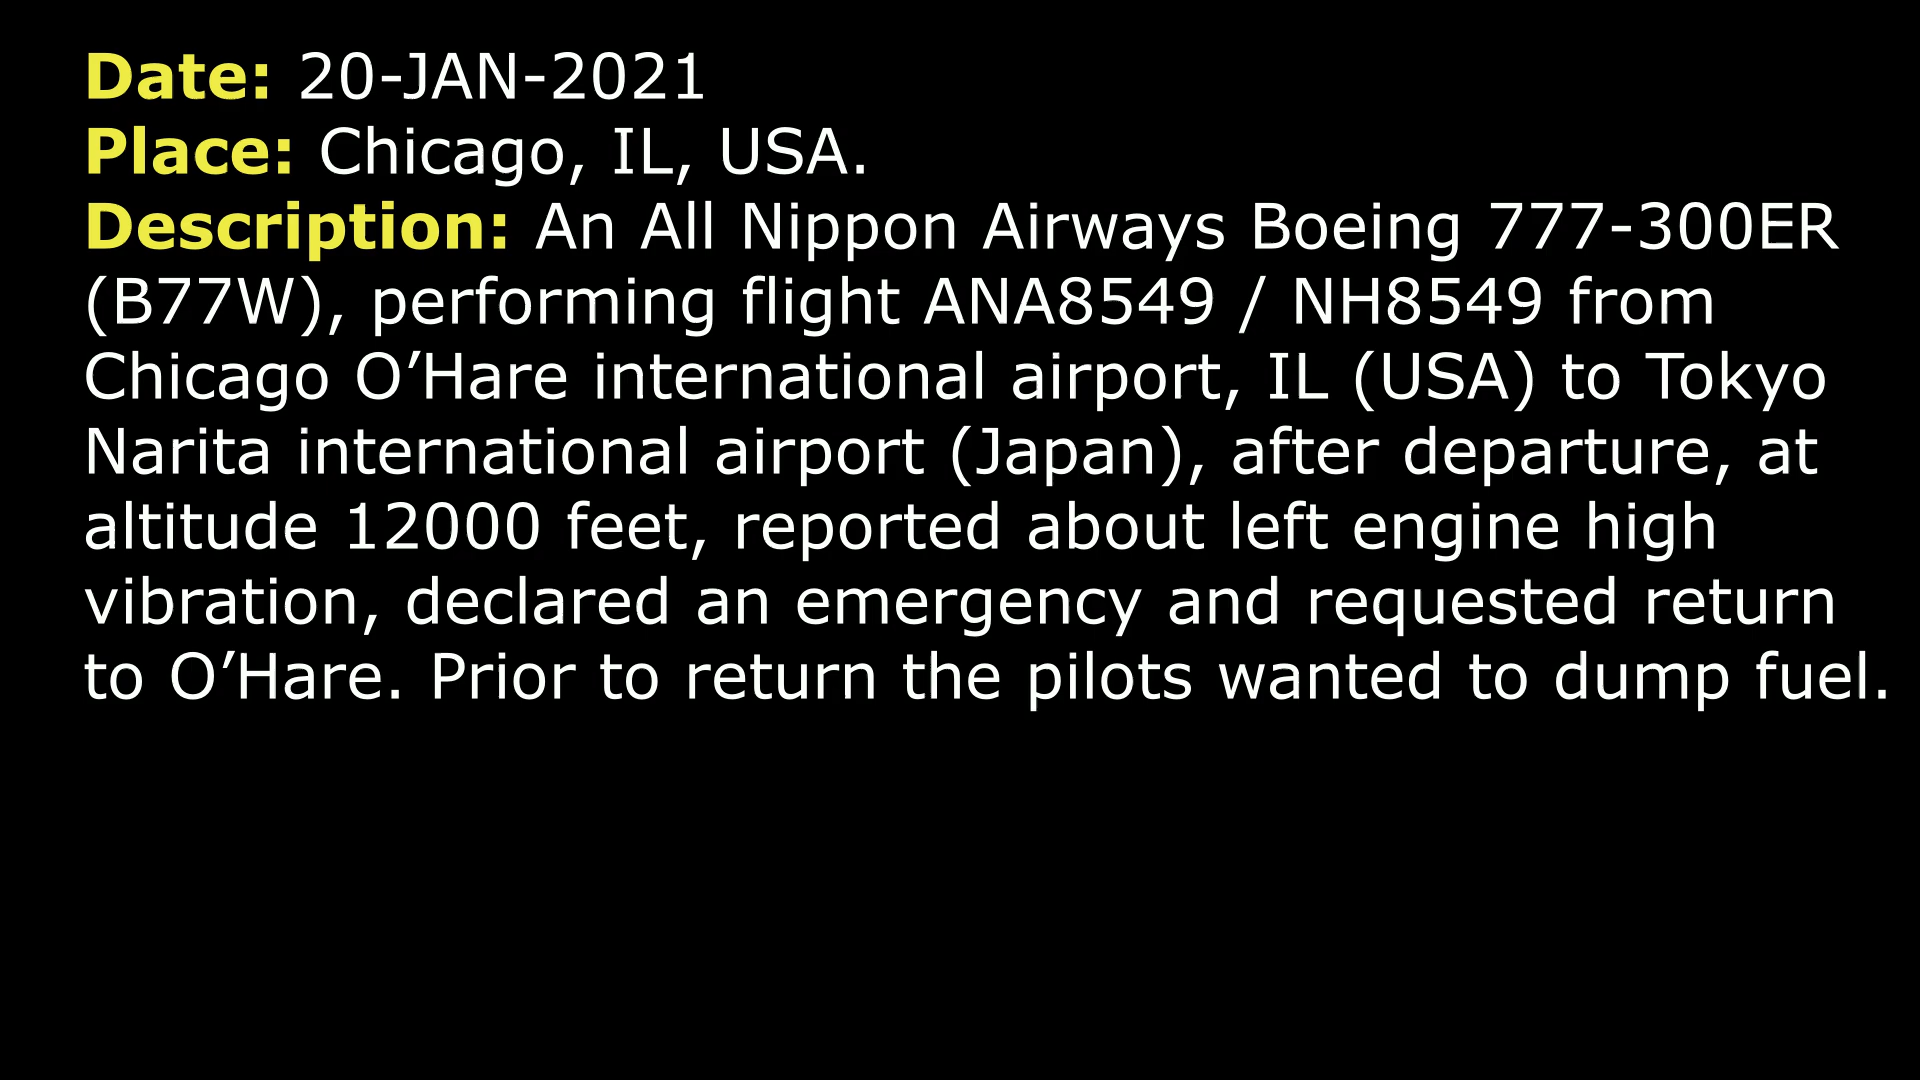 Date: 20-JAN-2021
Place: Chicago, IL, USA.
Description: An All Nippon Airways Boeing 777-300ER
(B77W), performing flight ANA8549 / NH8549 from
Chicago O’Hare international airport, IL (USA) to Tokyo
Narita international airport (Japan), after departure, at
altitude 12000 feet, reported about left engine high
vibration, declared an emergency and requested return
to O’Hare. Prior to return the pilots wanted to dump fuel.